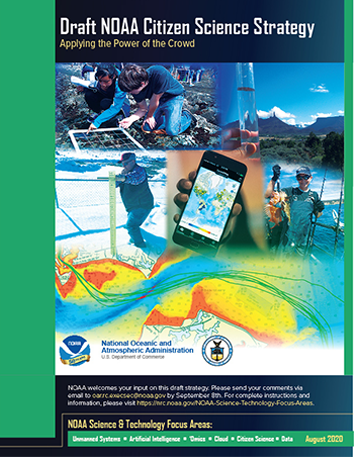 Draft NOAA Citizen Science Strategy
Applying the Power of the Crowd
NOAA
National Oceanic and
Atmospheric Administration
U.S. Department of Commerce
NOAA welcomes your input on this draft strategy. Please send your comments via
email to oar.rc.execsec@noaa.gov by September 8th. For complete instructions and
information, please visit https://nrc.noaa.gov/NOAA-Science-Technology-Focus-Areas.
NOAA Science & Technology Focus Areas:
Unmanned Systems Artificial Intelligence 'Omics Cloud Citizen Science Data
August 2020